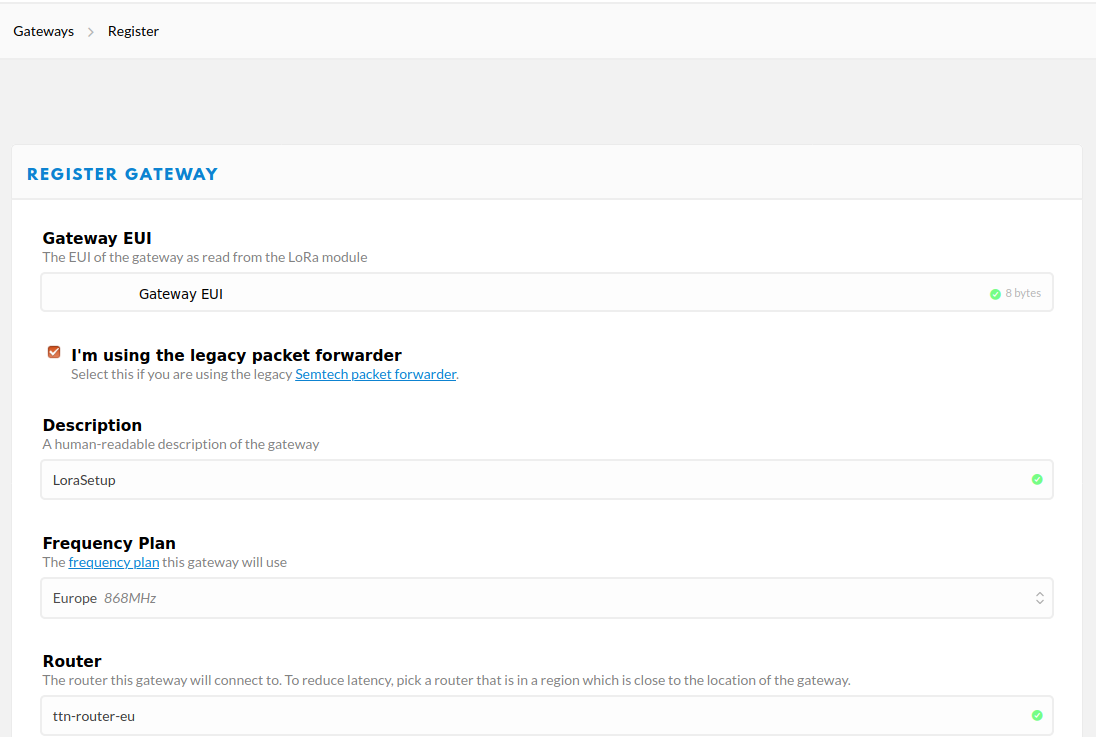 Gateways > Register
REGISTER GATEWAY
Gateway EUI
The EUI of the gateway as read from the LoRa module
Gateway EUI 8 bytes
I'm using the legacy packet forwarder
Select this if you are using the legacy Semtech packet forwarder.
Description
A human-readable description of the gateway
LoraSetup
Frequency Plan
The frequency plan this gateway will use
Europe 868MHz
Router
The router this gateway will connect to. To reduce latency, pick a router that is in a region which is close to the location of the gateway.
ttn-router-eu